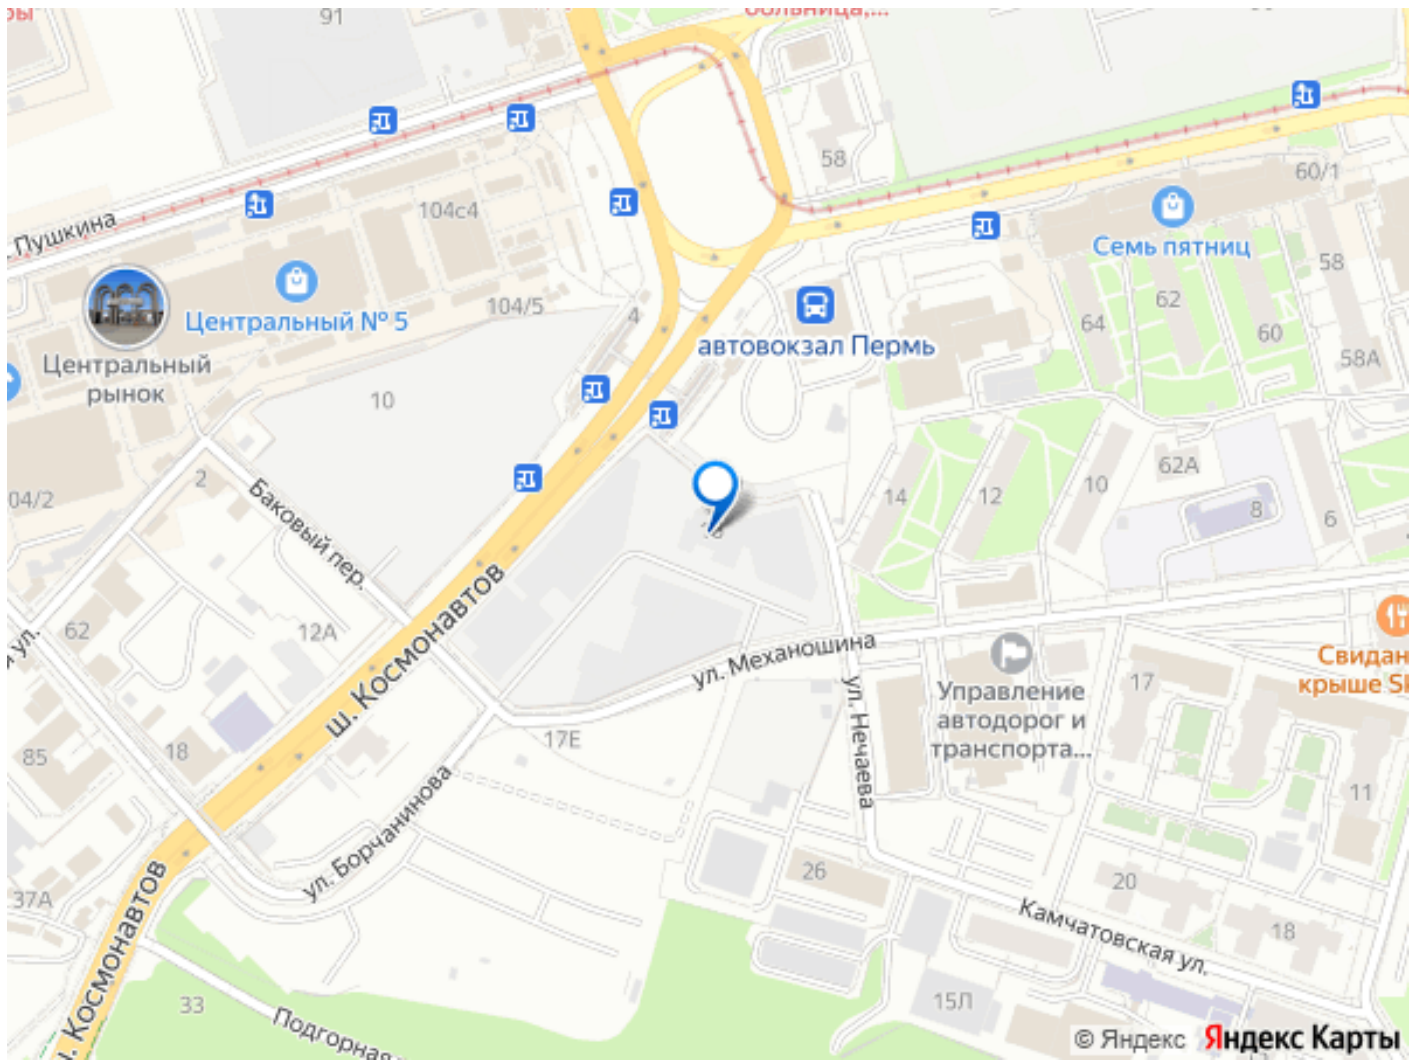 91
больница,...
58
60/1
104с4
Пушкина
Семь пятниц
58
62
64
60
58А
Центральный № 5
104/5
4
автовокзал Пермь
Центральный
рынок
10
2
04/2
Баковый пер.
14
12
10
62А
8
6
ш. Космонавтов
62
12А
ул.
ул. Механошина
ул. Нечаева
Управление
автодорог и
транспорта...
17
Свидан
крыше
17Е
18
85
11
ул. Борчанинова
37А
ш. Космонавтов
26
20
18
Камчатовская ул.
15Л
33
Подгорная
© Яндекс Яндекс Карты